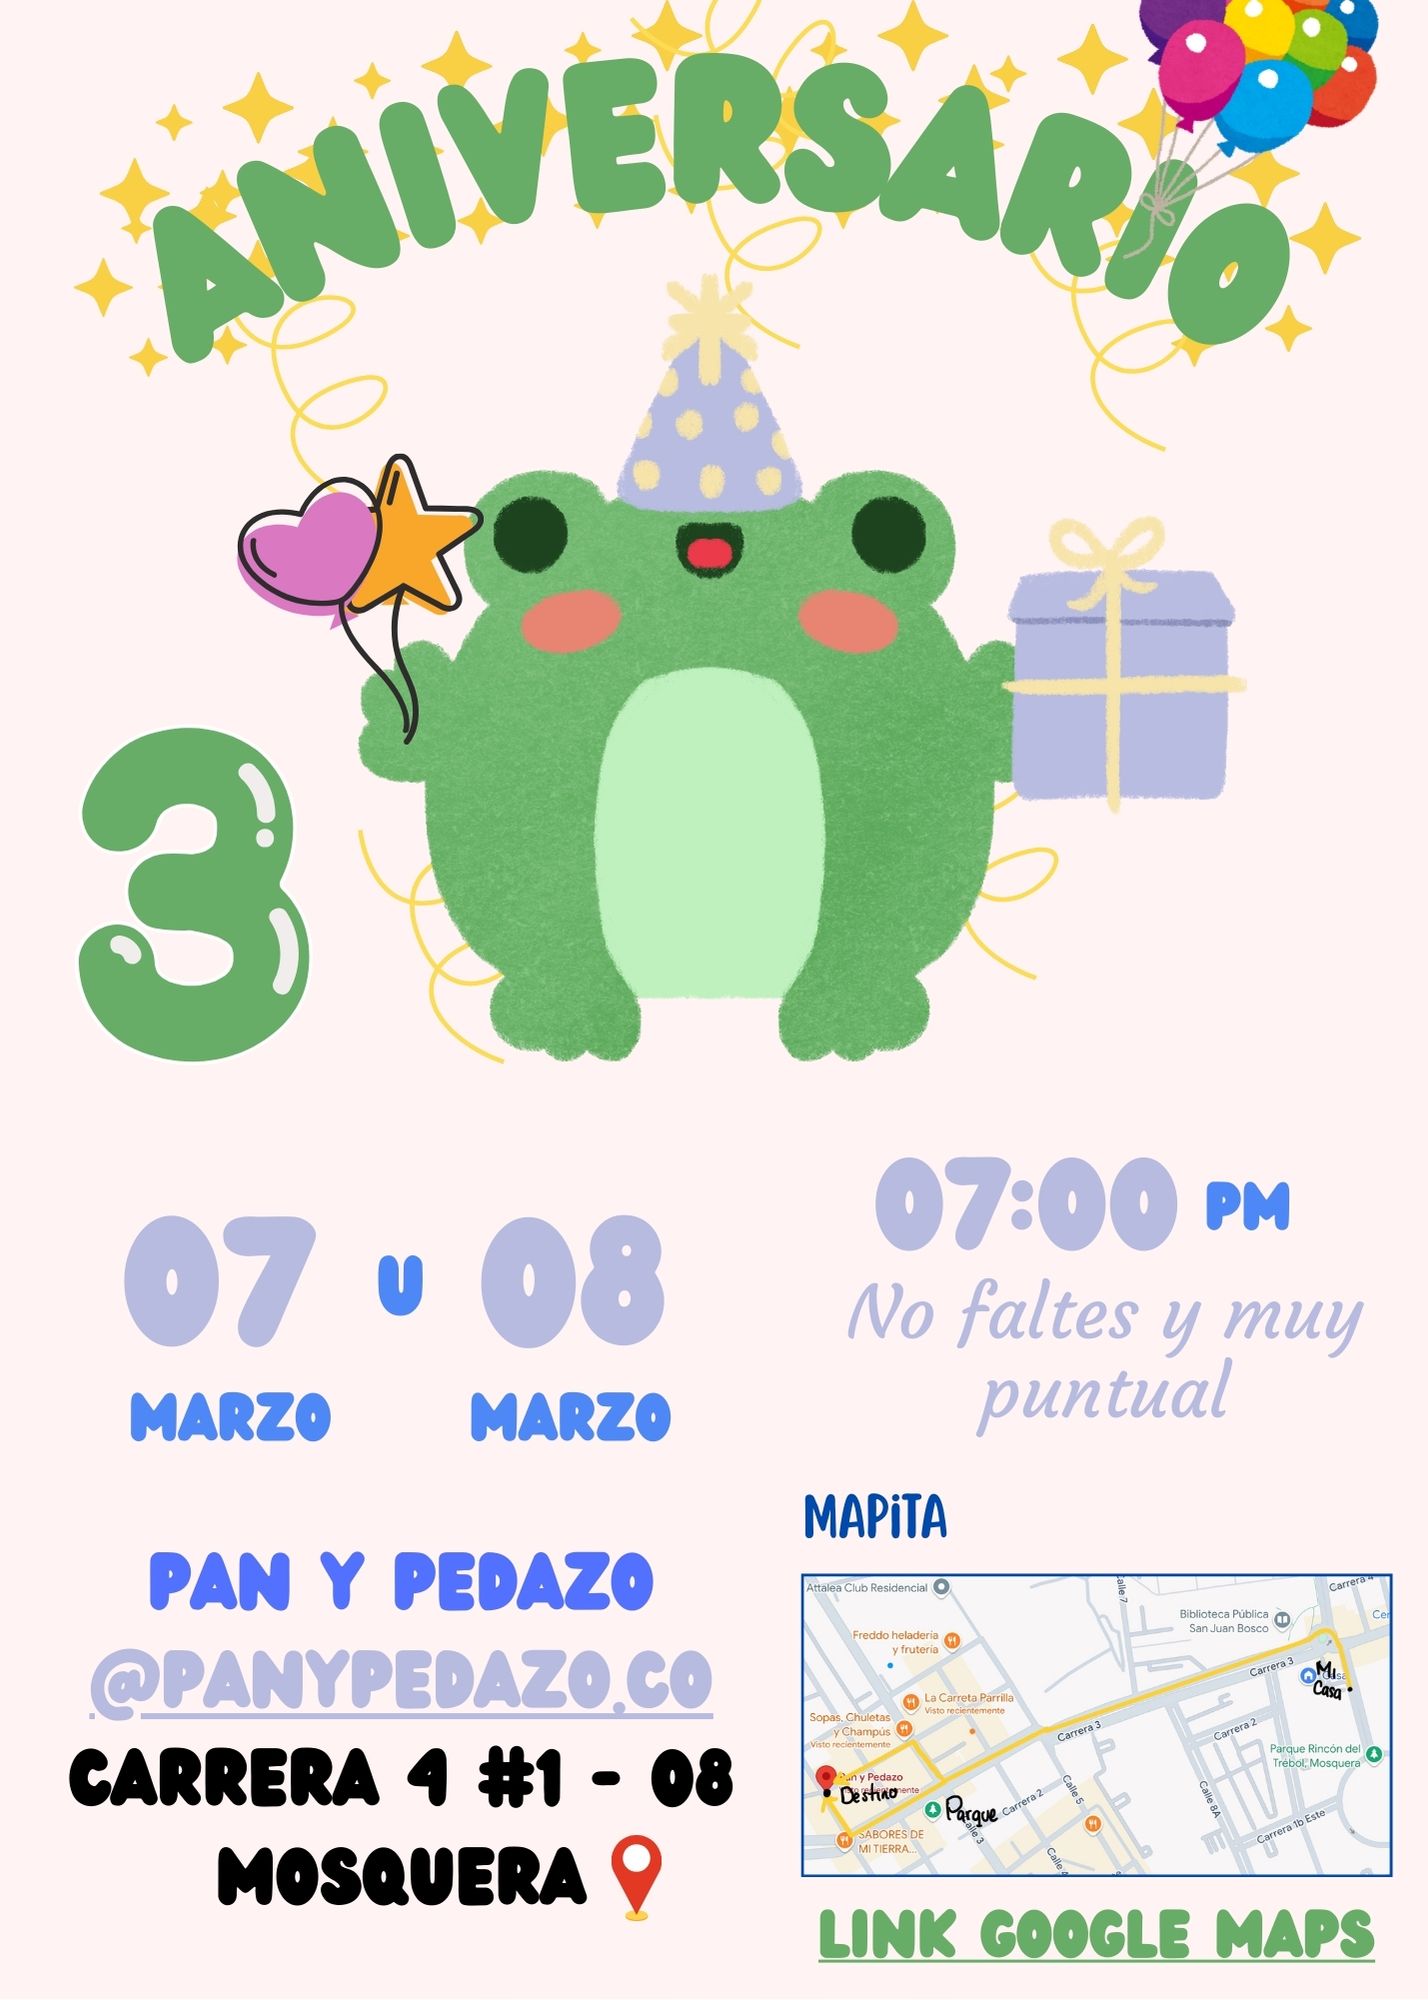 ANIVERSARIO
3
07 U 08
MARZO MARZO
07:00 PM
No faltes y muy
puntual
PAN Y PEDAZO
@PANYPEDAZO.CO
CARRERA 4 #1 - 08
MOSQUERA
MAPiTA
Attalea Club Residencial
Calle 7
Carrera 4
Biblioteca Pública
San Juan Bosco
Freddo heladería
y frutería
Carrera 3
Mi
Casa
La Carreta Parrilla
Visto recientemente
Sopas, Chuletas
y Champús
Visto recientemente
Carrera 3
Carrera 2
Parque Rincón del
Trébol, Mosquera
Pan y Pedazo
Destino
Parque
Carrera 2
Calle 5
Calle 8A
Carrera 1b Este
SABORES DE
MI TIERRA...
LINK GOOGLE MAPS